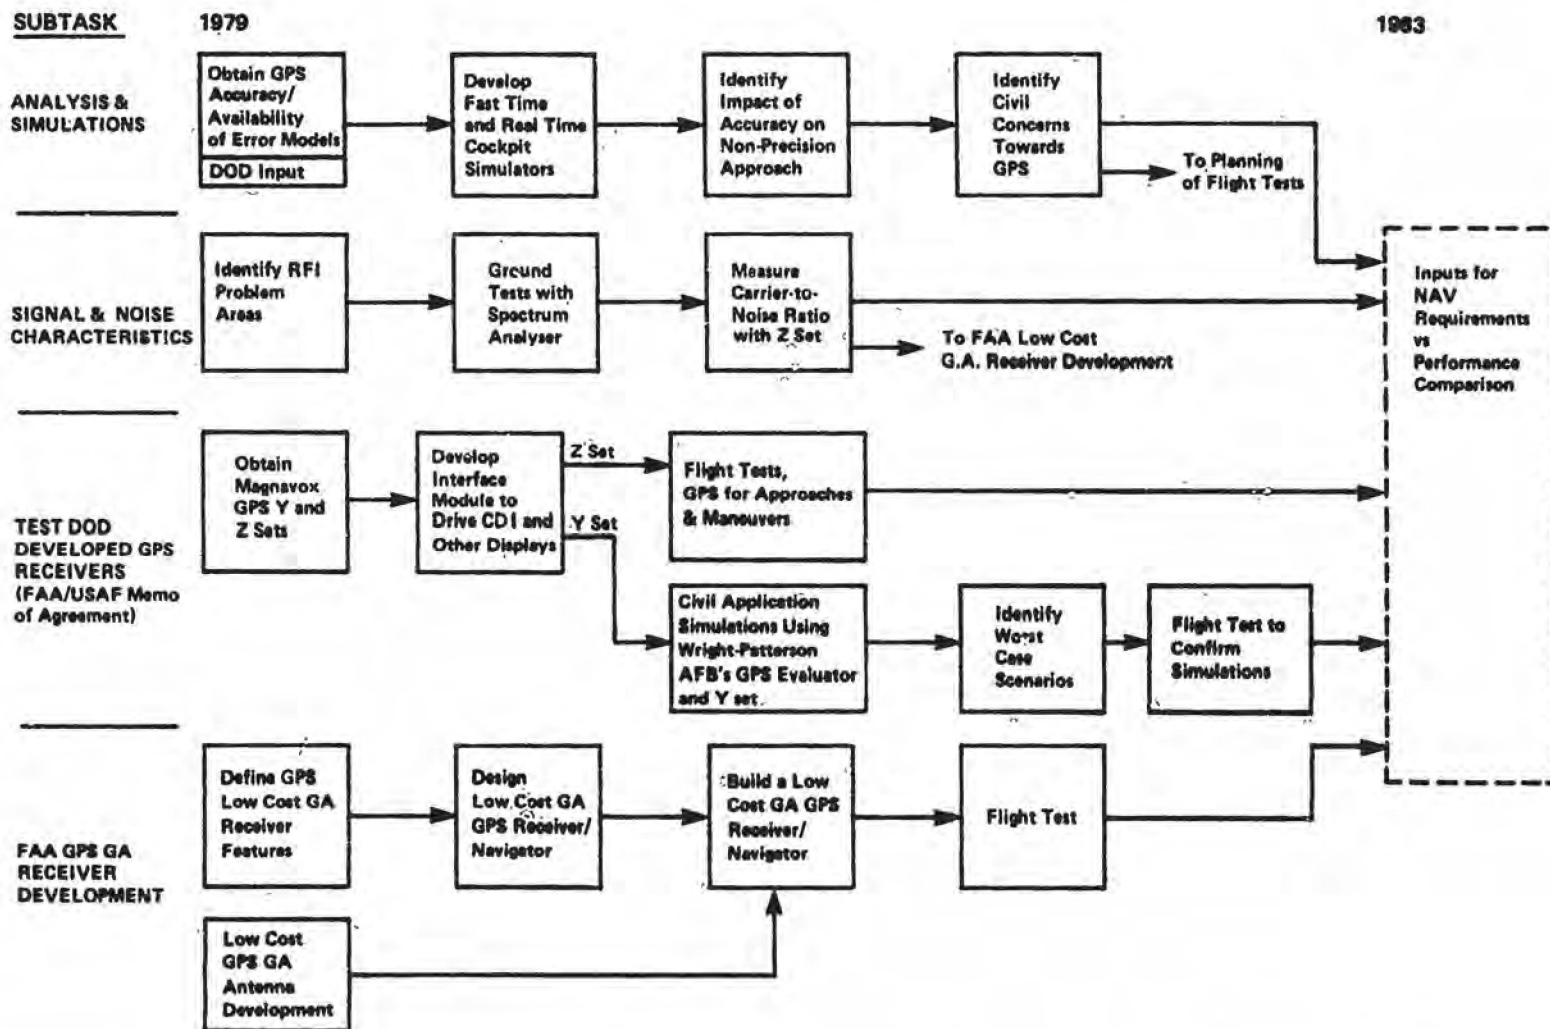 SUBTASK
1979
1983
ANALYSIS &
SIMULATIONS
Obtain GPS
Accuracy/
Availability
of Error Models
DOD Input
Develop
Fast Time
and Real Time
Cockpit
Simulators
Identify
Impact of
Accuracy on
Non-Precision
Approach
Identify
Civil
Concerns
Towards
GPS
To Planning
of Flight Tests
SIGNAL & NOISE
CHARACTERISTICS
Identify RFI
Problem
Areas
Ground
Tests with
Spectrum
Analyser
Measure
Carrier-to-
Noise Ratio
with Z Set
To FAA Low Cost
G.A. Receiver Development
Inputs for
NAV
Requirements
vs
Performance
Comparison
TEST DOD
DEVELOPED GPS
RECEIVERS
(FAA/USAF Memo
of Agreement)
Obtain
Magnavox
GPS Y and
Z Sets
Develop
Interface
Module to
Drive CDI and
Other Displays
Z Set
Y Set
Flight Tests,
GPS for Approaches
& Maneuvers
Civil Application
Simulations Using
Wright-Patterson
AFB's GPS Evaluator
and Y set
Identify
Worst
Case
Scenarios
Flight Test to
Confirm
Simulations
FAA GPS GA
RECEIVER
DEVELOPMENT
Define GPS
Low Cost GA
Receiver
Features
Design
Low Cost GA
GPS Receiver/
Navigator
Build a Low
Cost GA GPS
Receiver/
Navigator
Flight Test
Low Cost
GPS GA
Antenna
Development